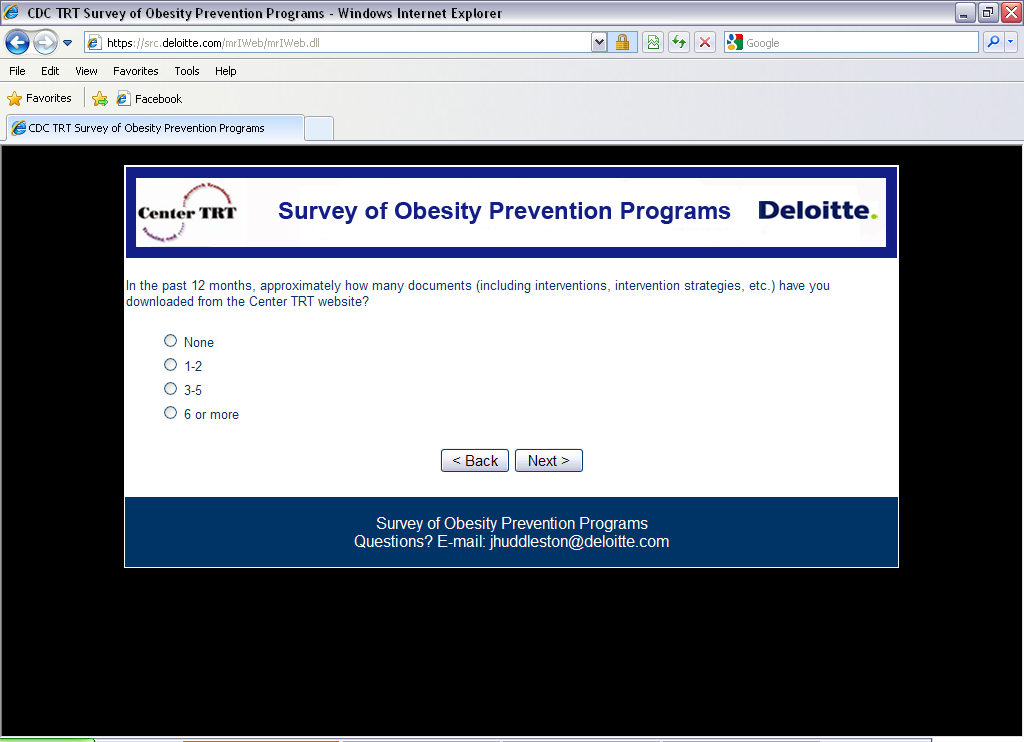 CDC TRT Survey of Obesity Prevention Programs - Windows Internet Explorer
https://src.deloitte.com/mrIWeb/mrIWeb.dll
Google
File Edit View Favorites Tools Help
Favorites Facebook
CDC TRT Survey of Obesity Prevention Programs
Center TRT
Survey of Obesity Prevention Programs
Deloitte.
In the past 12 months, approximately how many documents (including interventions, intervention strategies, etc.) have you
downloaded from the Center TRT website?
None
1-2
3-5
6 or more
< Back Next >
Survey of Obesity Prevention Programs
Questions? E-mail: jhuddleston@deloitte.com